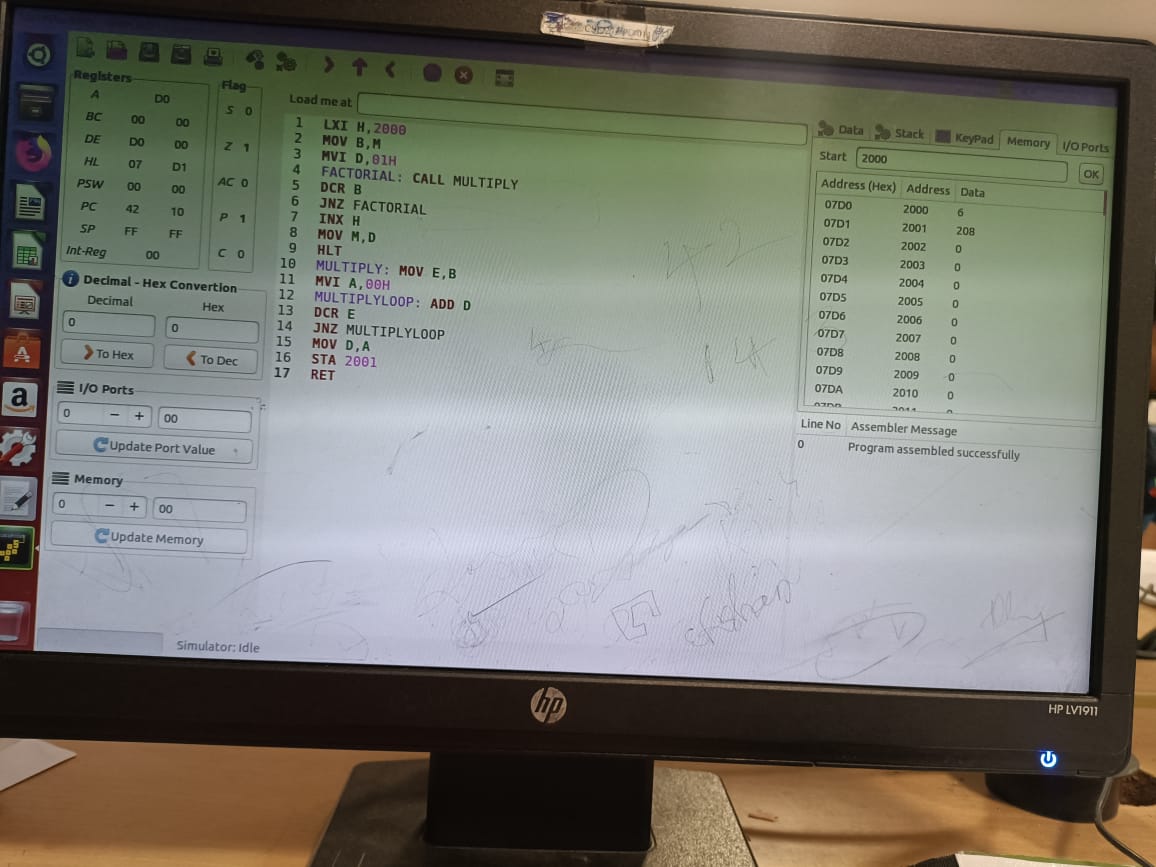 Registers
A D0
BC 00 00
DE D0 00
HL 07 D1
PSW 00 00
PC 42 10
SP FF FF
Int-Reg 00
Flag
S 0
Z 1
AC 0
P 1
C 0
Decimal - Hex Convertion
Decimal Hex
0 0
To Hex To Dec
I/O Ports
0 − + 00
Update Port Value
Memory
0 − + 00
Update Memory
Simulator: Idle
Load me at
1 LXI H,2000
2 MOV B,M
3 MVI D,01H
4 FACTORIAL: CALL MULTIPLY
5 DCR B
6 JNZ FACTORIAL
7 INX H
8 MOV M,D
9 HLT
10 MULTIPLY: MOV E,B
11 MVI A,00H
12 MULTIPLYLOOP: ADD D
13 DCR E
14 JNZ MULTIPLYLOOP
15 MOV D,A
16 STA 2001
17 RET
Data Stack KeyPad Memory I/O Ports
Start 2000 OK
Address (Hex) Address Data
07D0 2000 6
07D1 2001 208
07D2 2002 0
07D3 2003 0
07D4 2004 0
07D5 2005 0
07D6 2006 0
07D7 2007 0
07D8 2008 0
07D9 2009 0
07DA 2010 0
07DB 2011 0
Line No Assembler Message
0 Program assembled successfully
hp
HP LV1911